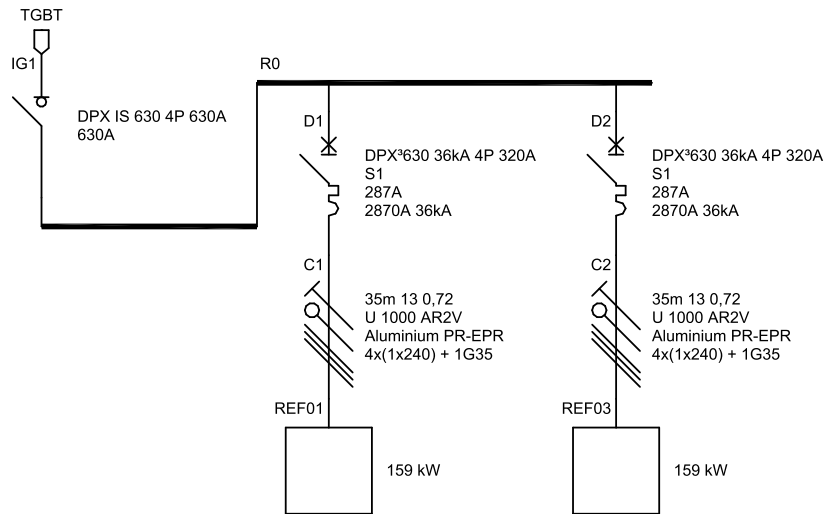 TGBT
IG1
DPX IS 630 4P 630A
630A
R0
D1
DPX³630 36kA 4P 320A
S1
287A
2870A 36kA
D2
DPX³630 36kA 4P 320A
S1
287A
2870A 36kA
C1
35m 13 0,72
U 1000 AR2V
Aluminium PR-EPR
4x(1x240) + 1G35
C2
35m 13 0,72
U 1000 AR2V
Aluminium PR-EPR
4x(1x240) + 1G35
REF01
159 kW
REF03
159 kW